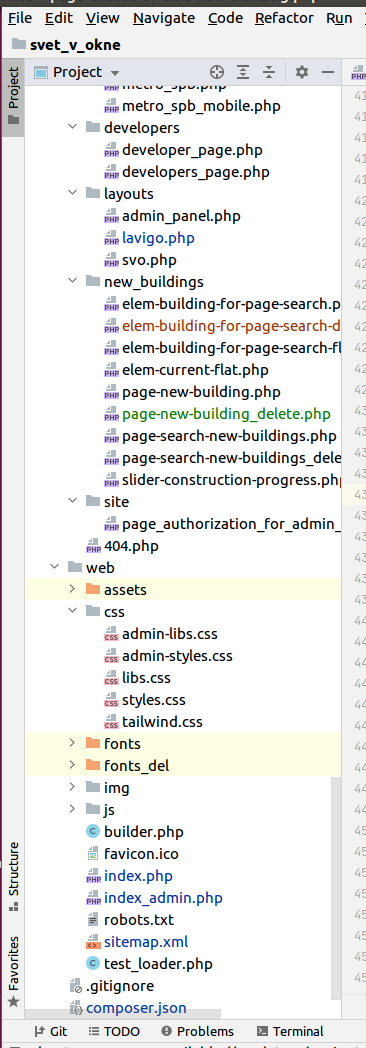 File Edit View Navigate Code Refactor Run
svet_v_okne
Project
Project
metro_spb.php
metro_spb_mobile.php
developers
developer_page.php
developers_page.php
layouts
admin_panel.php
lavigo.php
svo.php
new_buildings
elem-building-for-page-search.p
elem-building-for-page-search-d
elem-building-for-page-search-fl
elem-current-flat.php
page-new-building.php
page-new-building_delete.php
page-search-new-buildings.php
page-search-new-buildings_dele
slider-construction-progress.php
site
page_authorization_for_admin_
404.php
web
assets
css
admin-libs.css
admin-styles.css
libs.css
styles.css
tailwind.css
fonts
fonts_del
img
js
builder.php
favicon.ico
index.php
index_admin.php
robots.txt
sitemap.xml
test_loader.php
.gitignore
composer.json
Structure
Favorites
Git TODO Problems Terminal